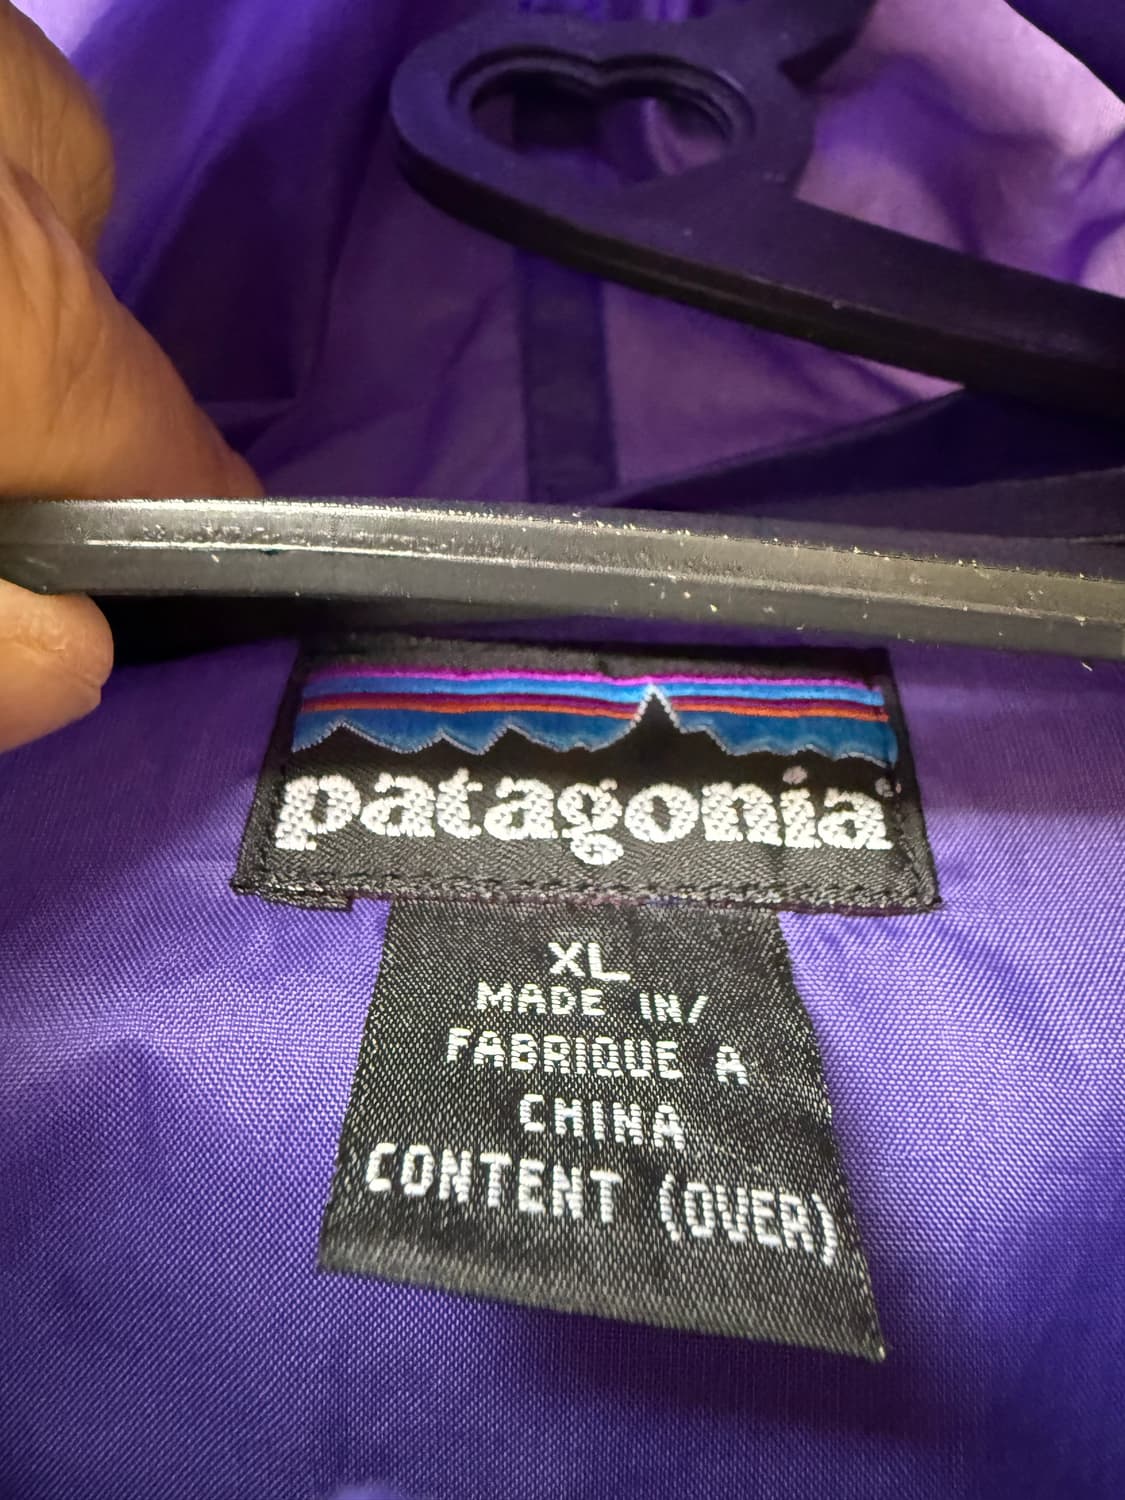 patagonia®
XL
MADE IN/
FABRIQUE A
CHINA
CONTENT (OVER)